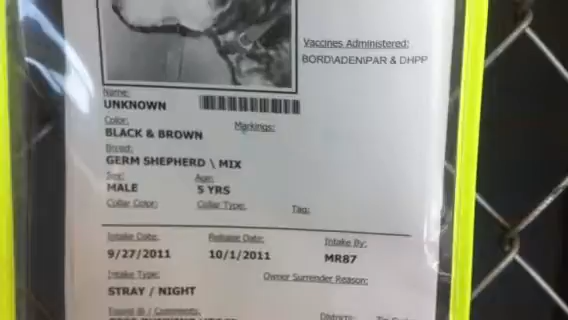 Vaccines Administered:
BORD\ADEN\PAR & DHPP
Name:
UNKNOWN
Color: Markings:
BLACK & BROWN
Breed:
GERM SHEPHERD \ MIX
Sex: Age:
MALE 5 YRS
Collar Color: Collar Type: Tag:
Intake Date: Release Date: Intake By:
9/27/2011 10/1/2011 MR87
Intake Type: Owner Surrender Reason:
STRAY / NIGHT
Found @ / Comments: